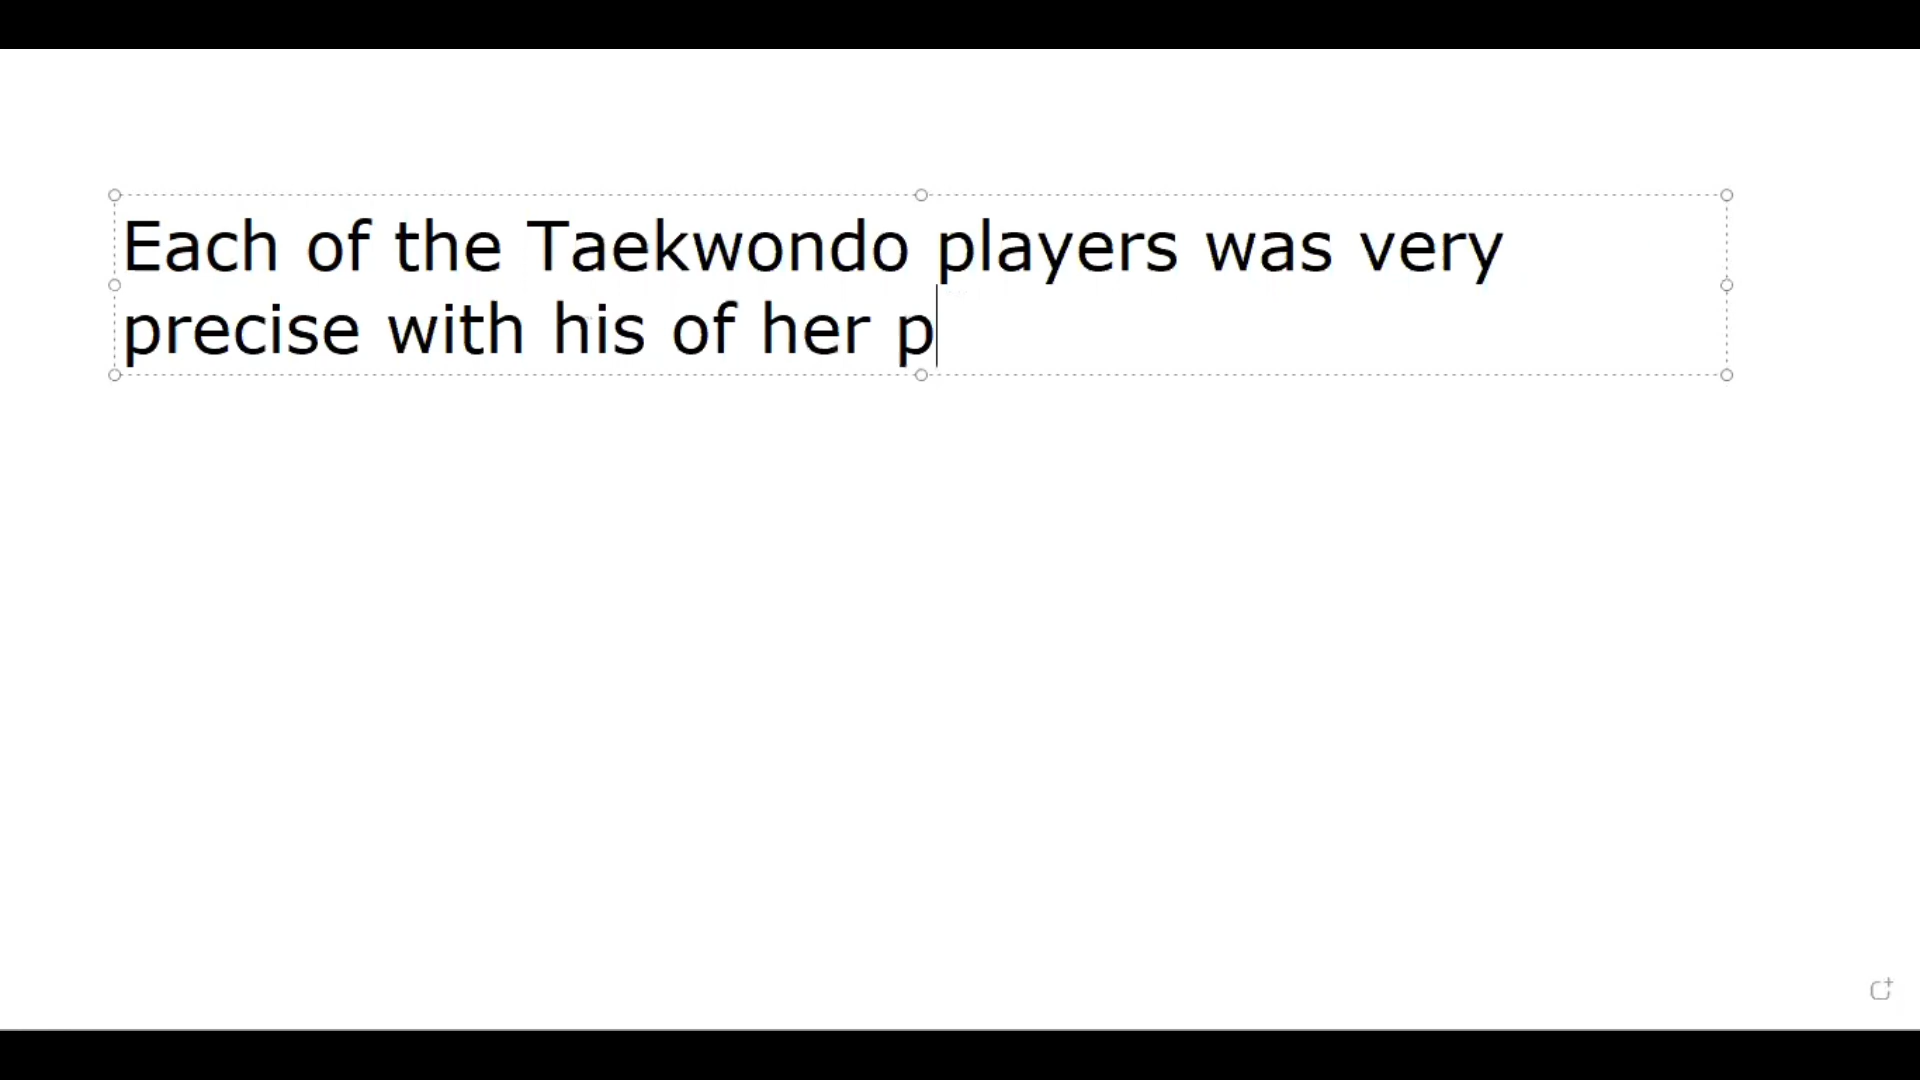 Each of the Taekwondo players was very
precise with his of her p